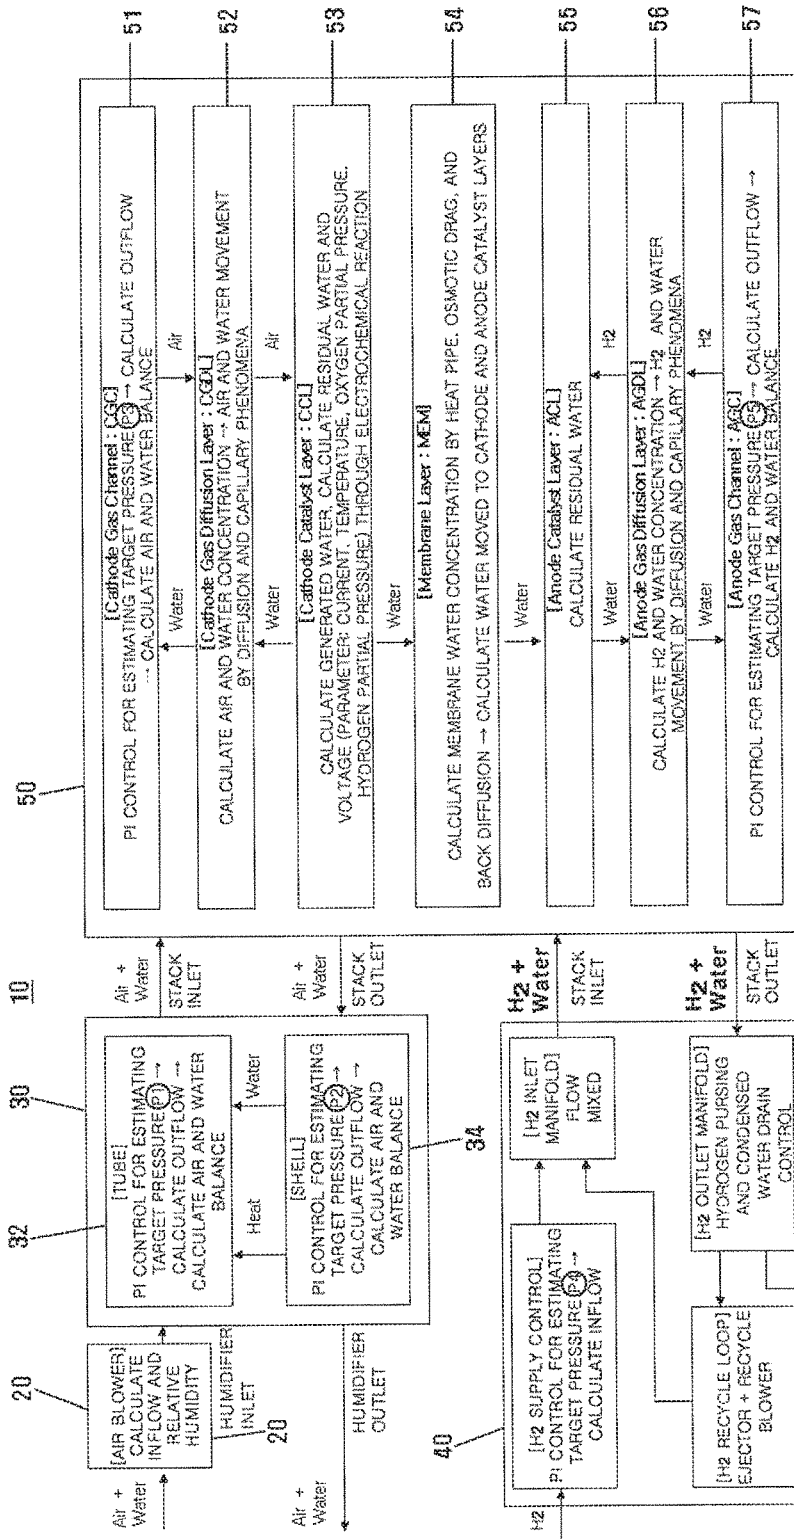 10
20
[AIR BLOWER]
CALCULATE
INFLOW AND
RELATIVE
HUMIDITY
20
Air +
Water
HUMIDIFIER
INLET
Air +
Water
HUMIDIFIER
OUTLET
30
32
[TUBE]
PI CONTROL FOR ESTIMATING
TARGET PRESSURE(P1) →
CALCULATE OUTFLOW →
CALCULATE AIR AND WATER
BALANCE
Heat
Water
[SHELL]
PI CONTROL FOR ESTIMATING
TARGET PRESSURE(P2) →
CALCULATE OUTFLOW →
CALCULATE AIR AND
WATER BALANCE
34
Air +
Water
STACK
INLET
Air +
Water
STACK
OUTLET
40
H2
[H2 SUPPLY CONTROL]
PI CONTROL FOR ESTIMATING
TARGET PRESSURE(P4) →
CALCULATE INFLOW
[H2 INLET
MANIFOLD]
FLOW
MIXED
[H2 RECYCLE LOOP]
EJECTOR + RECYCLE
BLOWER
[H2 OUTLET MANIFOLD]
HYDROGEN PURSING
AND CONDENSED
WATER DRAIN
CONTROL
H2 +
Water
STACK
INLET
H2 +
Water
STACK
OUTLET
50
[Cathode Gas Channel : CGC]
PI CONTROL FOR ESTIMATING TARGET PRESSURE(P3) → CALCULATE OUTFLOW
→ CALCULATE AIR AND WATER BALANCE
51
Water
Air
[Cathode Gas Diffusion Layer : CGDL]
CALCULATE AIR AND WATER CONCENTRATION → AIR AND WATER MOVEMENT
BY DIFFUSION AND CAPILLARY PHENOMENA
52
Water
Air
[Cathode Catalyst Layer : CCL]
CALCULATE GENERATED WATER, CALCULATE RESIDUAL WATER AND
VOLTAGE (PARAMETER: CURRENT, TEMPERATURE, OXYGEN PARTIAL PRESSURE,
HYDROGEN PARTIAL PRESSURE) THROUGH ELECTROCHEMICAL REACTION
53
Water
[Membrane Layer : MEM]
CALCULATE MEMBRANE WATER CONCENTRATION BY HEAT PIPE, OSMOTIC DRAG, AND
BACK DIFFUSION → CALCULATE WATER MOVED TO CATHODE AND ANODE CATALYST LAYERS
54
Water
[Anode Catalyst Layer : ACL]
CALCULATE RESIDUAL WATER
55
Water
H2
[Anode Gas Diffusion Layer : AGDL]
CALCULATE H2 AND WATER CONCENTRATION → H2 AND WATER
MOVEMENT BY DIFFUSION AND CAPILLARY PHENOMENA
56
Water
H2
[Anode Gas Channel : AGC]
PI CONTROL FOR ESTIMATING TARGET PRESSURE(P5) → CALCULATE OUTFLOW →
CALCULATE H2 AND WATER BALANCE
57